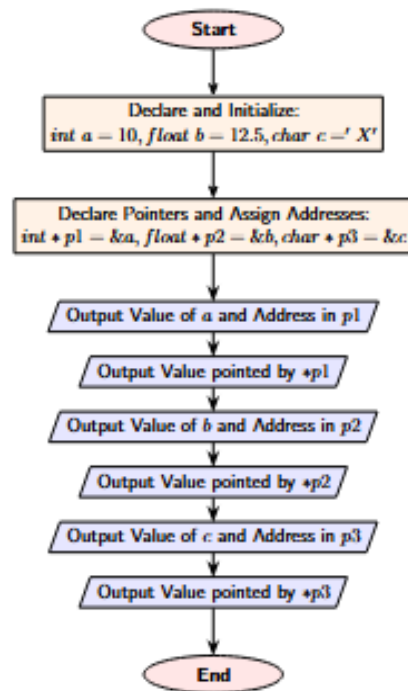 Start
Declare and Initialize:
int a = 10, float b = 12.5, char c =' X'
Declare Pointers and Assign Addresses:
int * p1 = &a, float * p2 = &b, char * p3 = &c
Output Value of a and Address in p1
Output Value pointed by *p1
Output Value of b and Address in p2
Output Value pointed by *p2
Output Value of c and Address in p3
Output Value pointed by *p3
End